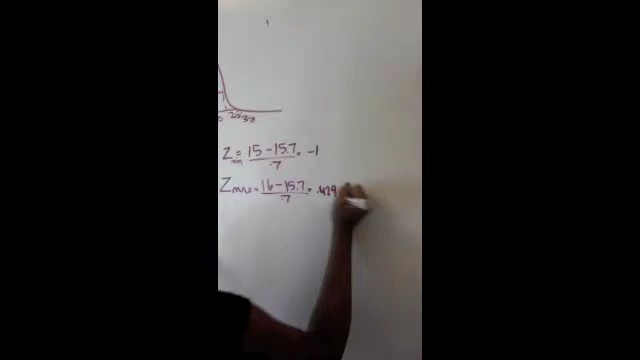 Zmin = 15 - 15.7 / .7 = -1
Zmax = 16 - 15.7 / .7 = .429